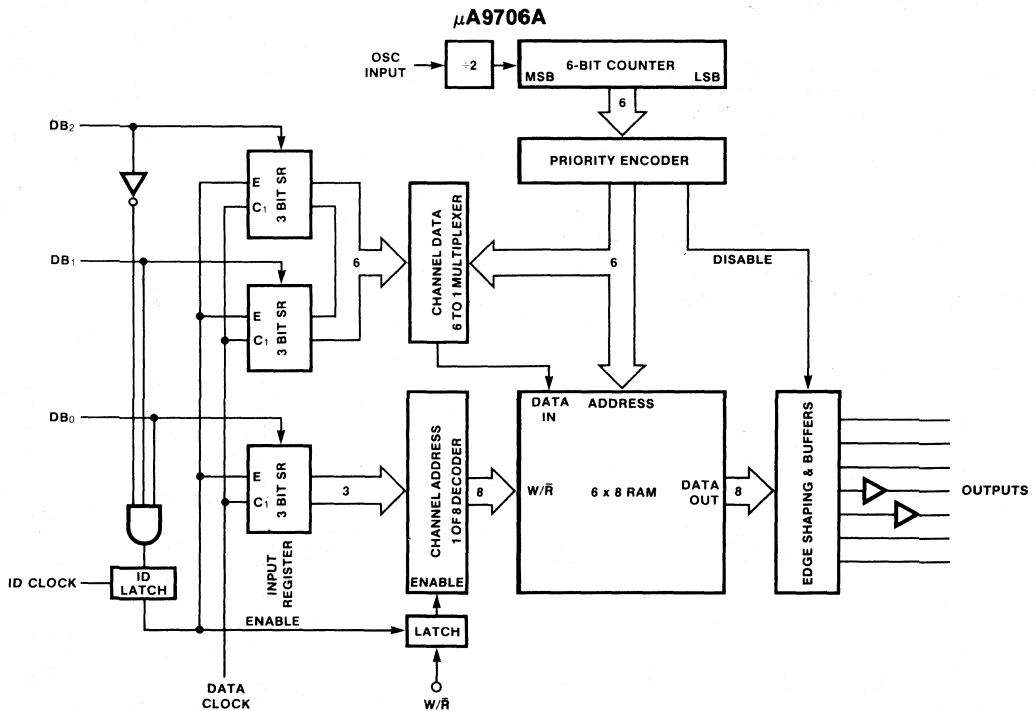 µA9706A
OSC
INPUT
÷2
6-BIT COUNTER
MSB
LSB
6
PRIORITY ENCODER
DB₂
E
C₁
3 BIT SR
DB₁
E
C₁
3 BIT SR
6
CHANNEL DATA
6 TO 1 MULTIPLEXER
6
DISABLE
DB₀
E
C₁
3 BIT SR
INPUT
REGISTER
3
CHANNEL ADDRESS
1 OF 8 DECODER
ENABLE
8
DATA
IN
ADDRESS
W/R̅
6 x 8 RAM
DATA
OUT
8
EDGE SHAPING & BUFFERS
OUTPUTS
ID CLOCK
ID
LATCH
ENABLE
LATCH
DATA
CLOCK
W/R̅